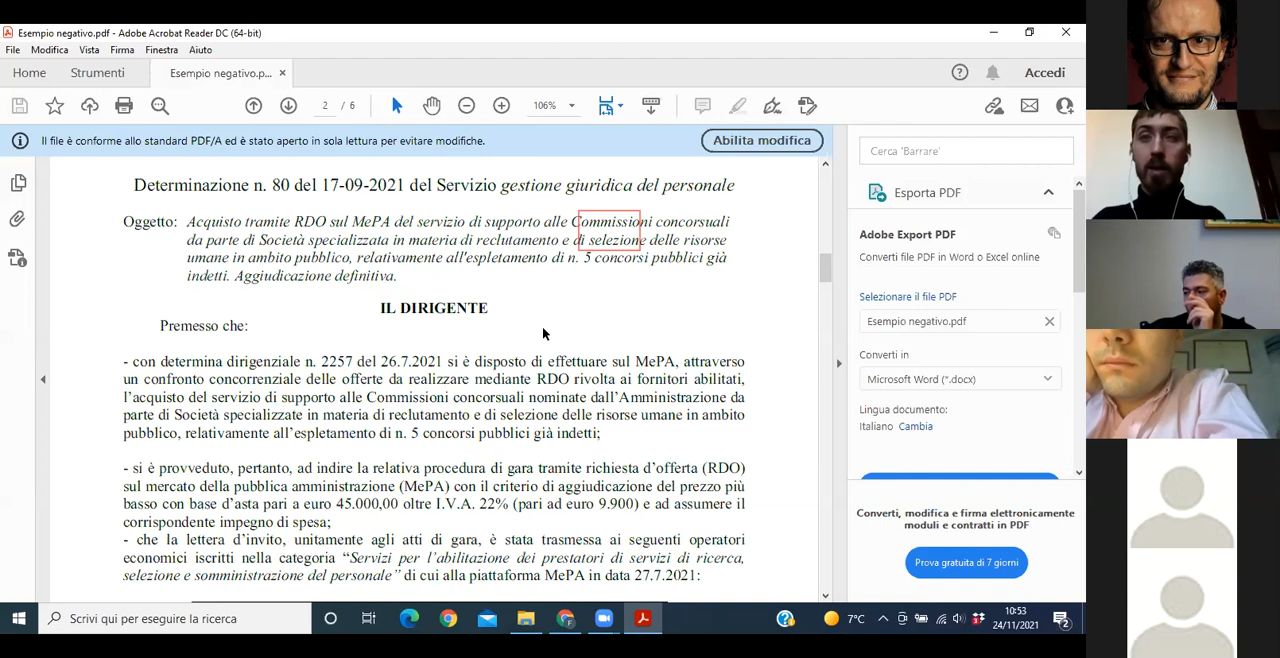 Esempio negativo.pdf - Adobe Acrobat Reader DC (64-bit)
File Modifica Vista Firma Finestra Aiuto
Home Strumenti Esempio negativo.p... × Accedi
2 / 6 106%
Il file è conforme allo standard PDF/A ed è stato aperto in sola lettura per evitare modifiche. Abilita modifica
Determinazione n. 80 del 17-09-2021 del Servizio gestione giuridica del personale
Oggetto: Acquisto tramite RDO sul MePA del servizio di supporto alle Commissioni concorsuali
da parte di Società specializzata in materia di reclutamento e di selezione delle risorse
umane in ambito pubblico, relativamente all'espletamento di n. 5 concorsi pubblici già
indetti. Aggiudicazione definitiva.
IL DIRIGENTE
Premesso che:
- con determina dirigenziale n. 2257 del 26.7.2021 si è disposto di effettuare sul MePA, attraverso
un confronto concorrenziale delle offerte da realizzare mediante RDO rivolta ai fornitori abilitati,
l’acquisto del servizio di supporto alle Commissioni concorsuali nominate dall’Amministrazione da
parte di Società specializzate in materia di reclutamento e di selezione delle risorse umane in ambito
pubblico, relativamente all’espletamento di n. 5 concorsi pubblici già indetti;
- si è provveduto, pertanto, ad indire la relativa procedura di gara tramite richiesta d’offerta (RDO)
sul mercato della pubblica amministrazione (MePA) con il criterio di aggiudicazione del prezzo più
basso con base d’asta pari a euro 45.000,00 oltre I.V.A. 22% (pari ad euro 9.900) e ad assumere il
corrispondente impegno di spesa;
- che la lettera d’invito, unitamente agli atti di gara, è stata trasmessa ai seguenti operatori
economici iscritti nella categoria “Servizi per l’abilitazione dei prestatori di servizi di ricerca,
selezione e somministrazione del personale” di cui alla piattaforma MePA in data 27.7.2021:
Cerca 'Barrare'
Esporta PDF
Adobe Export PDF
Converti file PDF in Word o Excel online
Selezionare il file PDF
Esempio negativo.pdf
Converti in
Microsoft Word (*.docx)
Lingua documento:
Italiano Cambia
Converti, modifica e firma elettronicamente
moduli e contratti in PDF
Prova gratuita di 7 giorni
Scrivi qui per eseguire la ricerca
7°C
10:53
24/11/2021
2